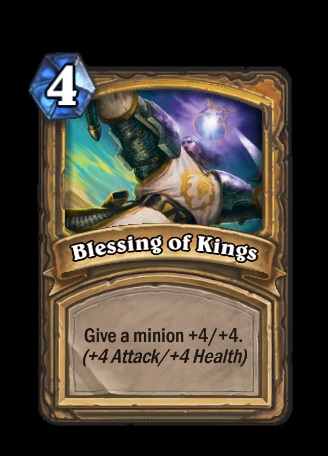 4
Blessing of Kings
Give a minion +4/+4.
(+4 Attack/+4 Health)